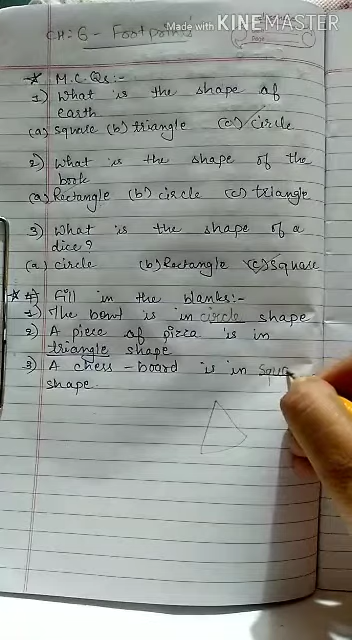 Made with KINEMASTER
CH:6 - Footprints
Page
* M.C.Qs:-
1) What is the shape of
earth
(a) square (b) triangle (c) circle
2) What is the shape of the
book
(a) Rectangle (b) circle (c) triangle
3) What is the shape of a
dice?
(a) circle (b) Rectangle (c) square
* Fill in the blanks:-
1) The bowl is in circle shape
2) A piece of pizza is in
triangle shape
3) A chess-board is in squ
shape.